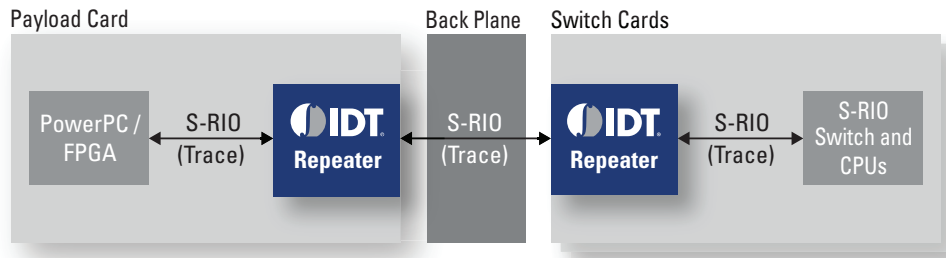 Payload Card
Back Plane
Switch Cards
PowerPC /
FPGA
S-RIO
(Trace)
IDT.
Repeater
S-RIO
(Trace)
IDT.
Repeater
S-RIO
(Trace)
S-RIO
Switch and
CPUs